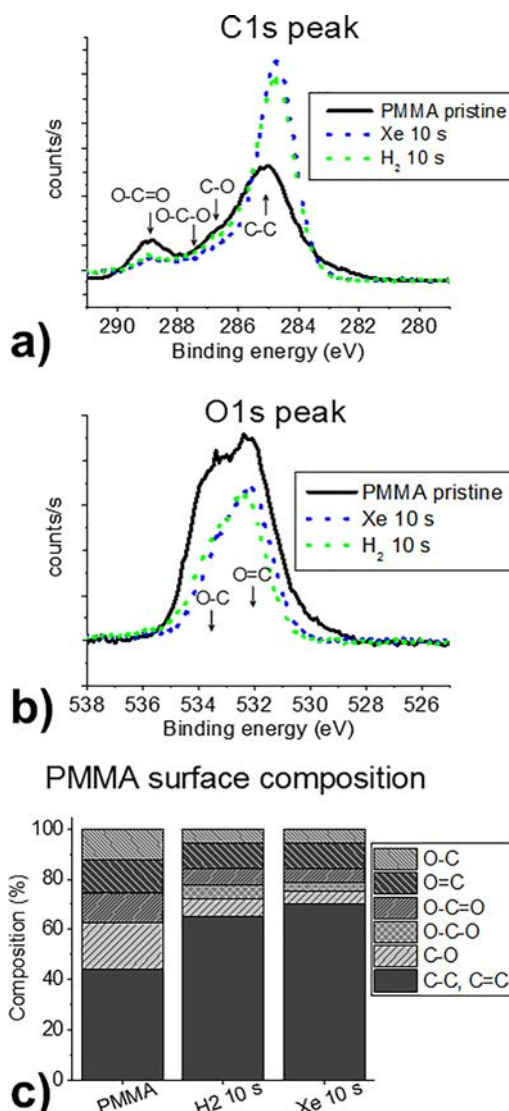 C1s peak
counts/s
PMMA pristine
Xe 10 s
H₂ 10 s
O-C=O
O-C-O
C-O
C-C
290 288 286 284 282 280
Binding energy (eV)
a)
O1s peak
counts/s
PMMA pristine
Xe 10 s
H₂ 10 s
O-C
O=C
538 536 534 532 530 528 526
Binding energy (eV)
b)
PMMA surface composition
Composition (%)
100
80
60
40
20
0
O-C
O=C
O-C=O
O-C-O
C-O
C-C, C=C
PMMA H2 10 s Xe 10 s
c)